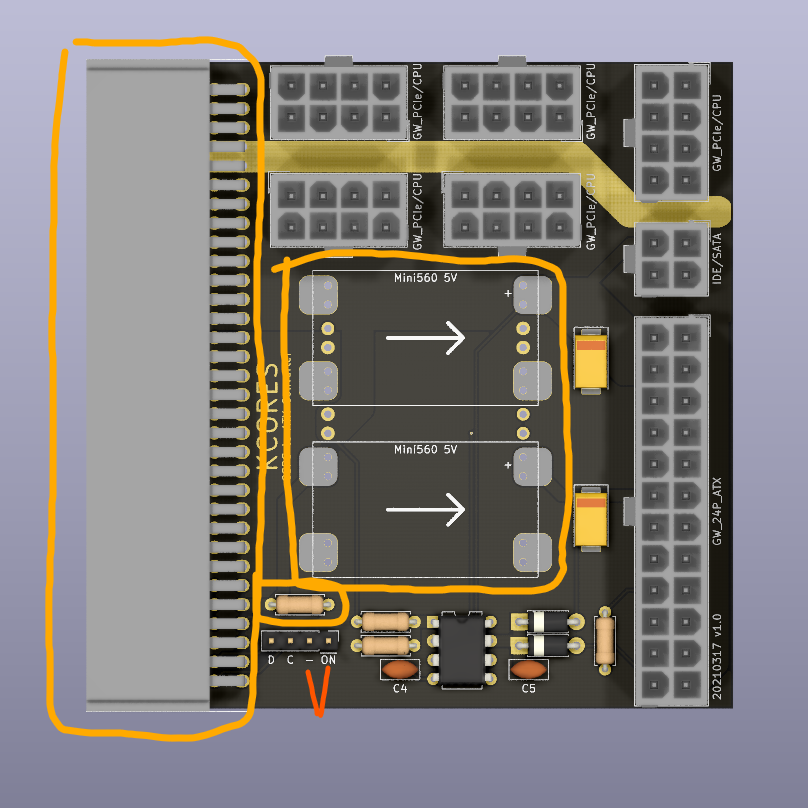 GW_PCIe/CPU
GW_PCIe/CPU
GW_PCIe/CPU
GW_PCIe/CPU
GW_PCIe/CPU
IDE/SATA
Mini560 5V
+
KCORES
Mini560 5V
+
GW_24P_ATX
D C – ON
C4
C5
20210317 v1.0